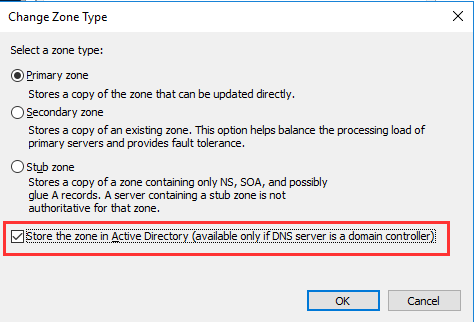 Change Zone Type
Select a zone type:
Primary zone
Stores a copy of the zone that can be updated directly.
Secondary zone
Stores a copy of an existing zone. This option helps balance the processing load of
primary servers and provides fault tolerance.
Stub zone
Stores a copy of a zone containing only NS, SOA, and possibly
glue A records. A server containing a stub zone is not
authoritative for that zone.
Store the zone in Active Directory (available only if DNS server is a domain controller)
OK
Cancel